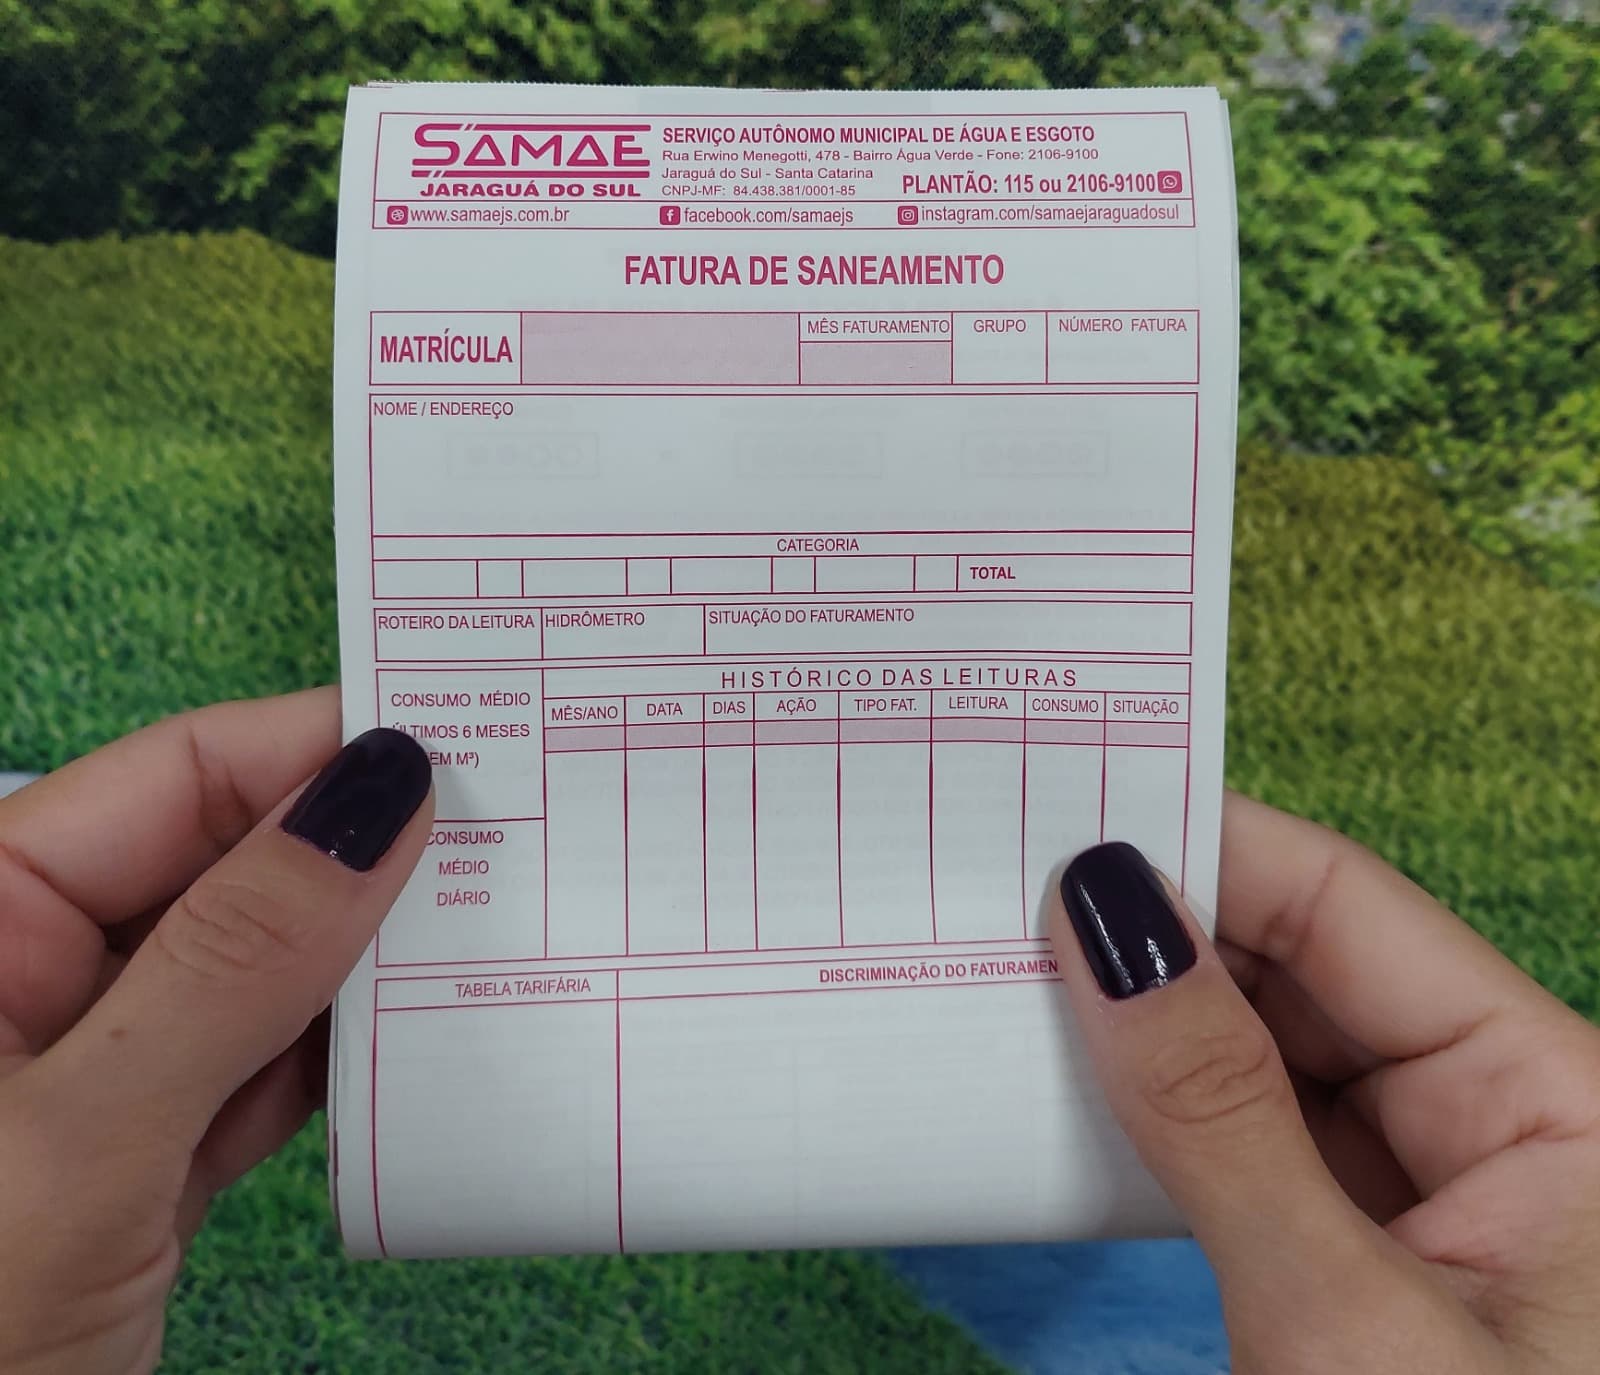 SAMAE
JARAGUÁ DO SUL
SERVIÇO AUTÔNOMO MUNICIPAL DE ÁGUA E ESGOTO
Rua Erwino Menegotti, 478 - Bairro Água Verde - Fone: 2106-9100
Jaraguá do Sul - Santa Catarina
CNPJ-MF: 84.438.381/0001-85
PLANTÃO: 115 ou 2106-9100
www.samaejs.com.br facebook.com/samaejs instagram.com/samaejaraguadosul
FATURA DE SANEAMENTO
MATRÍCULA MÊS FATURAMENTO GRUPO NÚMERO FATURA
NOME / ENDEREÇO
CATEGORIA
TOTAL
ROTEIRO DA LEITURA HIDRÔMETRO SITUAÇÃO DO FATURAMENTO
HISTÓRICO DAS LEITURAS
MÊS/ANO DATA DIAS AÇÃO TIPO FAT. LEITURA CONSUMO SITUAÇÃO
CONSUMO MÉDIO
ÚLTIMOS 6 MESES
EM M³)
CONSUMO
MÉDIO
DIÁRIO
TABELA TARIFÁRIA DISCRIMINAÇÃO DO FATURAMEN